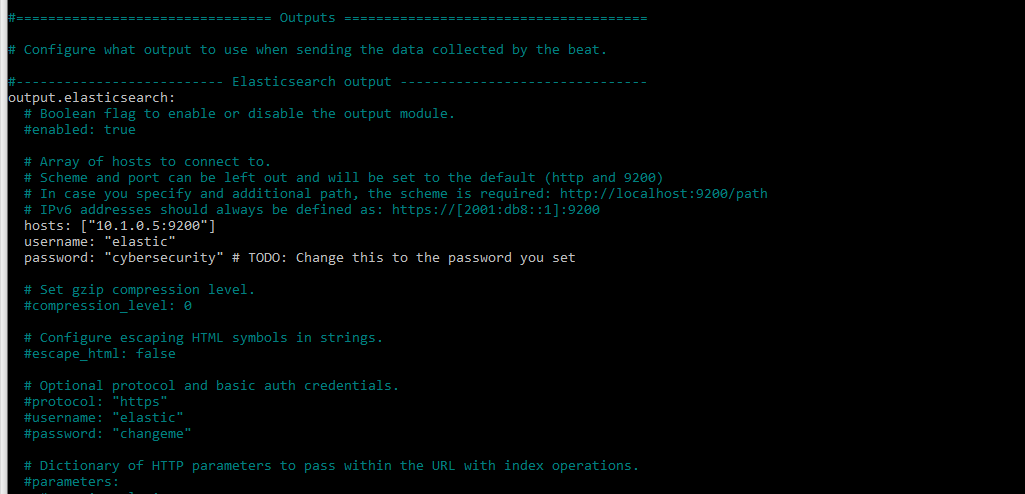 #================================ Outputs ======================================
# Configure what output to use when sending the data collected by the beat.
#-------------------------- Elasticsearch output -------------------------------
output.elasticsearch:
# Boolean flag to enable or disable the output module.
#enabled: true
# Array of hosts to connect to.
# Scheme and port can be left out and will be set to the default (http and 9200)
# In case you specify and additional path, the scheme is required: http://localhost:9200/path
# IPv6 addresses should always be defined as: https://[2001:db8::1]:9200
hosts: ["10.1.0.5:9200"]
username: "elastic"
password: "cybersecurity" # TODO: Change this to the password you set
# Set gzip compression level.
#compression_level: 0
# Configure escaping HTML symbols in strings.
#escape_html: false
# Optional protocol and basic auth credentials.
#protocol: "https"
#username: "elastic"
#password: "changeme"
# Dictionary of HTTP parameters to pass within the URL with index operations.
#parameters: